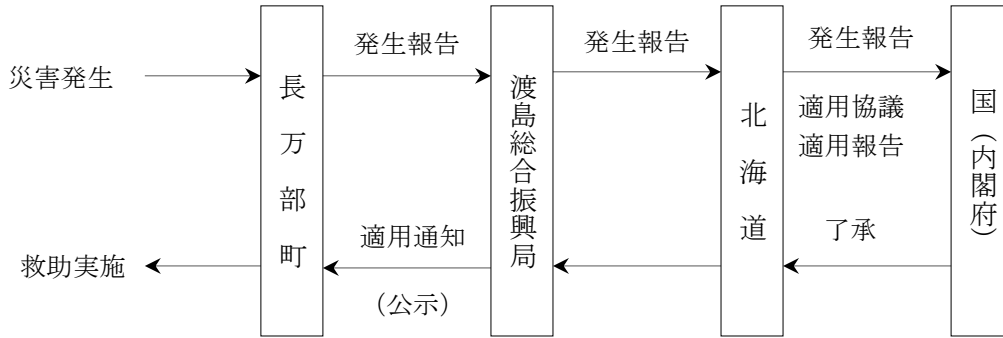 発生報告
発生報告
発生報告
災害発生
長万部町
渡島総合振興局
北海道
適用協議
適用報告
国（内閣府）
適用通知
了承
救助実施
（公示）